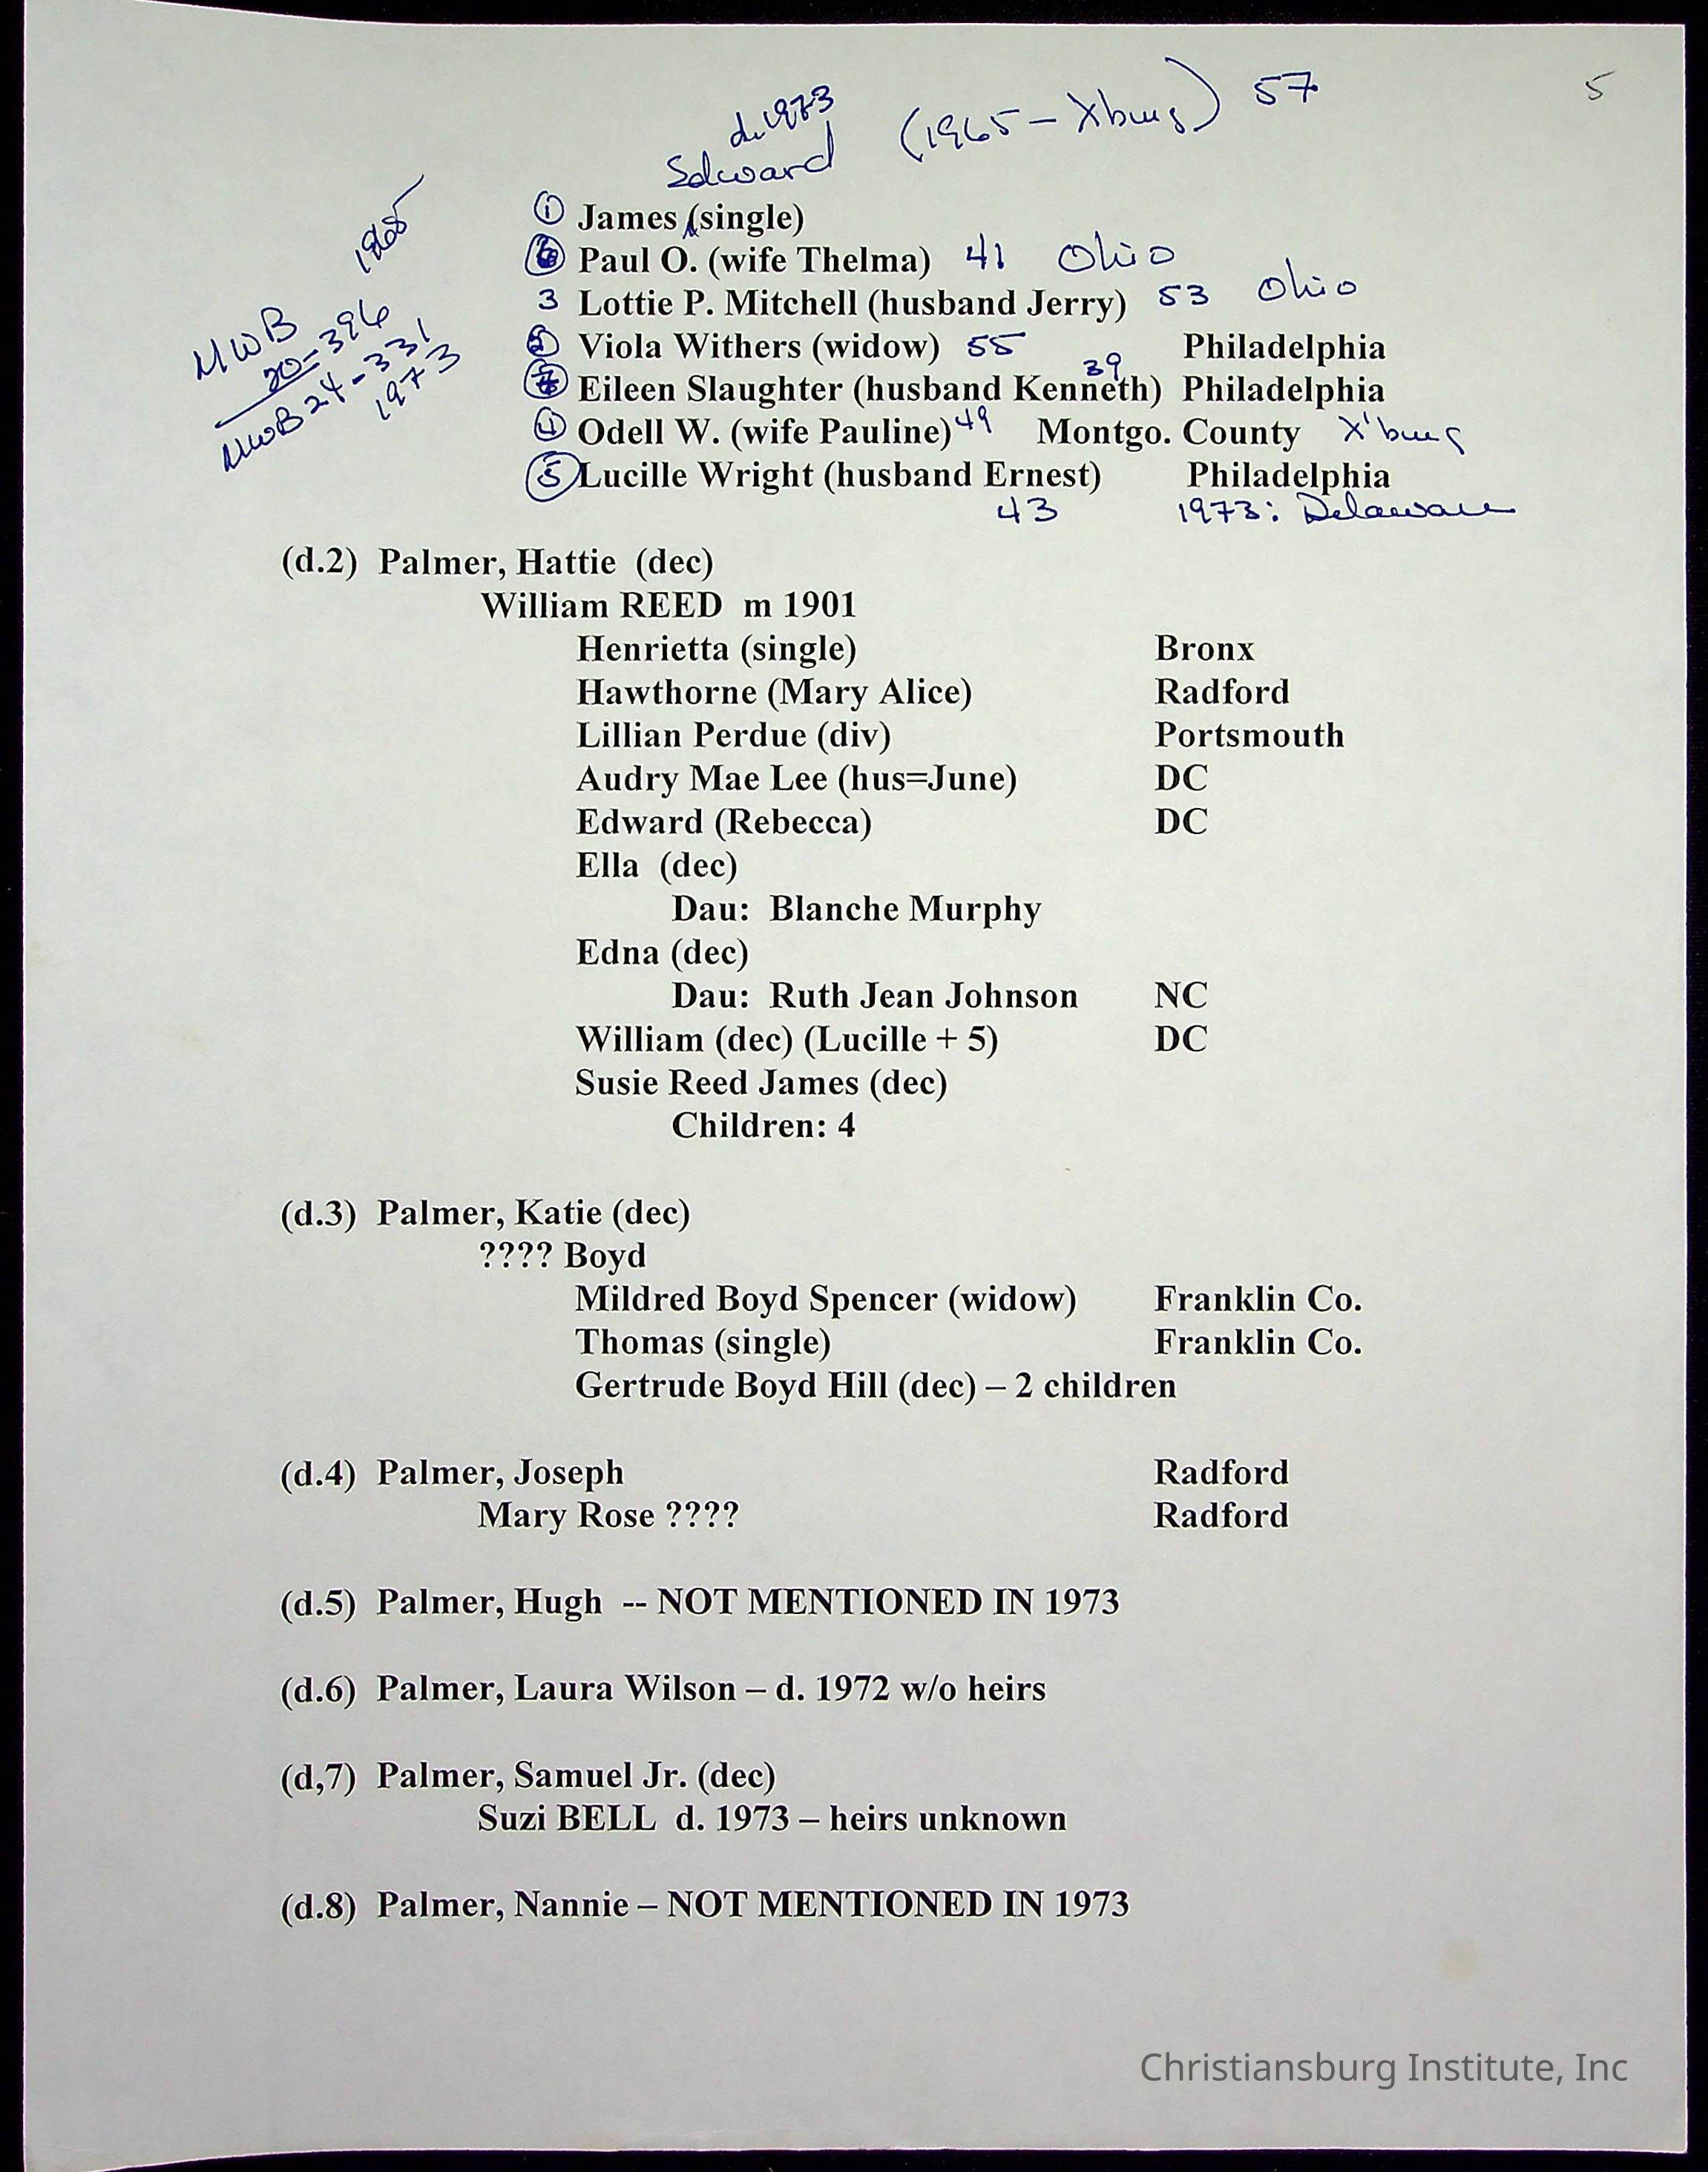 5
d. 1973
Edward (1965 – Xburg) 57
① James (single)
⑥ Paul O. (wife Thelma) 41 Ohio
3 Lottie P. Mitchell (husband Jerry) 53 Ohio
② Viola Withers (widow) 55 Philadelphia
39
⑦ Eileen Slaughter (husband Kenneth) Philadelphia
④ Odell W. (wife Pauline) 49 Montgo. County X'burg
⑤ Lucille Wright (husband Ernest) Philadelphia
43 1973: Delaware
MWB 1965
20-396
MWB 24-331
1973
(d.2) Palmer, Hattie (dec)
William REED m 1901
Henrietta (single) Bronx
Hawthorne (Mary Alice) Radford
Lillian Perdue (div) Portsmouth
Audry Mae Lee (hus=June) DC
Edward (Rebecca) DC
Ella (dec)
Dau: Blanche Murphy
Edna (dec)
Dau: Ruth Jean Johnson NC
William (dec) (Lucille + 5) DC
Susie Reed James (dec)
Children: 4
(d.3) Palmer, Katie (dec)
???? Boyd
Mildred Boyd Spencer (widow) Franklin Co.
Thomas (single) Franklin Co.
Gertrude Boyd Hill (dec) – 2 children
(d.4) Palmer, Joseph Radford
Mary Rose ???? Radford
(d.5) Palmer, Hugh -- NOT MENTIONED IN 1973
(d.6) Palmer, Laura Wilson – d. 1972 w/o heirs
(d,7) Palmer, Samuel Jr. (dec)
Suzi BELL d. 1973 – heirs unknown
(d.8) Palmer, Nannie – NOT MENTIONED IN 1973
Christiansburg Institute, Inc